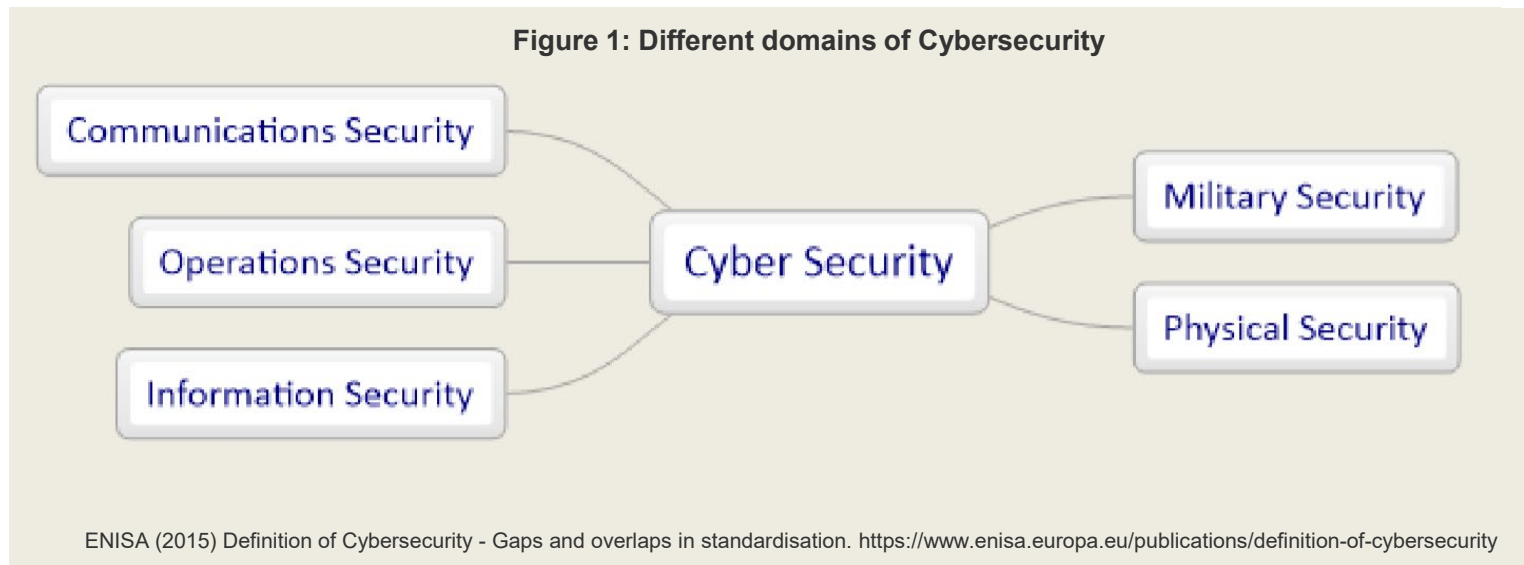 Figure 1: Different domains of Cybersecurity
Communications Security
Operations Security
Information Security
Cyber Security
Military Security
Physical Security
ENISA (2015) Definition of Cybersecurity - Gaps and overlaps in standardisation. https://www.enisa.europa.eu/publications/definition-of-cybersecurity